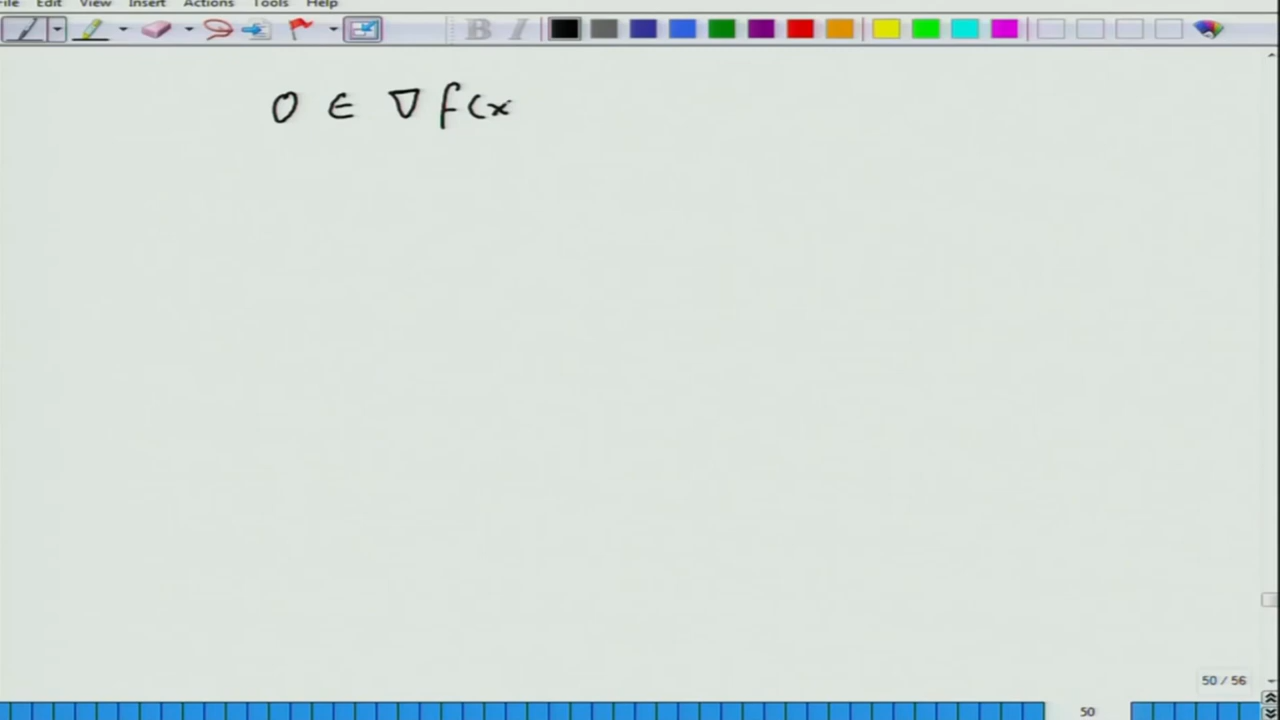 File Edit View Insert Actions Tools Help
B I
0 ∈ ∇ f(x
50 / 56
50